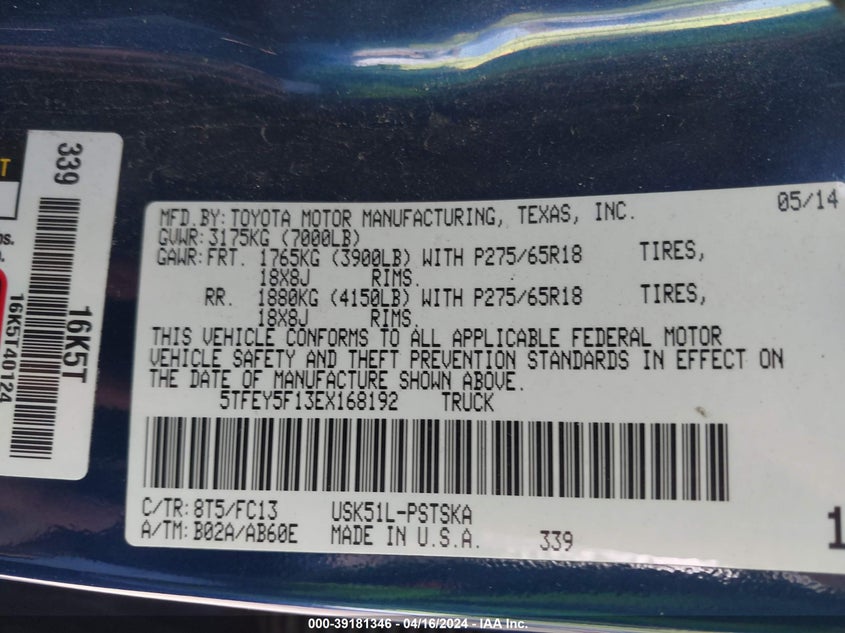 T
339
16K5T
16K5T40124
MFD.BY:TOYOTA MOTOR MANUFACTURING, TEXAS, INC. 05/14
GVWR:3175KG (7000LB)
GAWR:FRT. 1765KG (3900LB) WITH P275/65R18 TIRES,
18X8J RIMS.
RR. 1880KG (4150LB) WITH P275/65R18 TIRES,
18X8J RIMS.
THIS VEHICLE CONFORMS TO ALL APPLICABLE FEDERAL MOTOR
VEHICLE SAFETY AND THEFT PREVENTION STANDARDS IN EFFECT ON
THE DATE OF MANUFACTURE SHOWN ABOVE.
5TFEY5F13EX168192 TRUCK
C/TR:8T5/FC13 USK51L-PSTSKA
A/TM:B02A/AB60E MADE IN U.S.A. 339
1
000-39181346 - 04/16/2024 - IAA Inc.